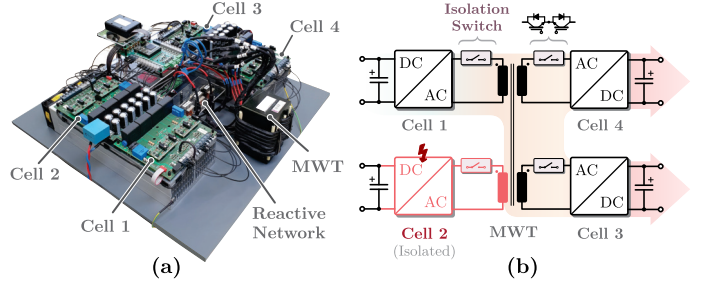 Cell 3
Cell 4
Cell 2
Cell 1
MWT
Reactive
Network
(a)
Isolation
Switch
DC
AC
Cell 1
AC
DC
Cell 4
DC
AC
Cell 2
(Isolated)
MWT
AC
DC
Cell 3
(b)